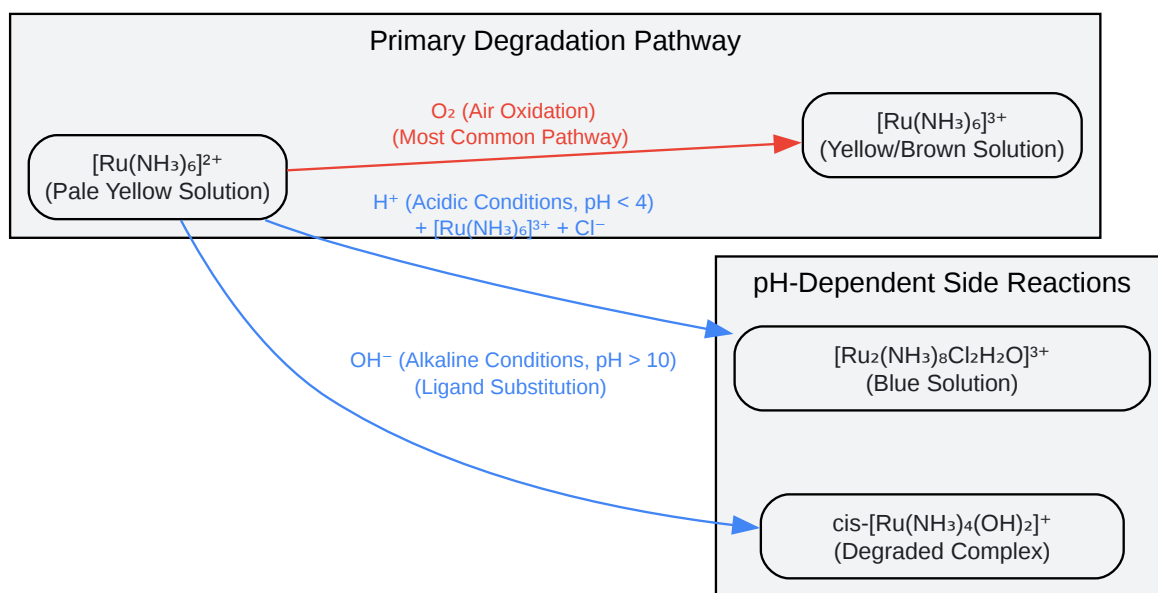 Primary Degradation Pathway
O₂ (Air Oxidation)
(Most Common Pathway)
[Ru(NH₃)₆]³⁺
(Yellow/Brown Solution)
[Ru(NH₃)₆]²⁺
(Pale Yellow Solution)
H⁺ (Acidic Conditions, pH < 4)
+ [Ru(NH₃)₆]³⁺ + Cl⁻
pH-Dependent Side Reactions
[Ru₂(NH₃)₈Cl₂H₂O]³⁺
(Blue Solution)
OH⁻ (Alkaline Conditions, pH > 10)
(Ligand Substitution)
cis-[Ru(NH₃)₄(OH)₂]⁺
(Degraded Complex)